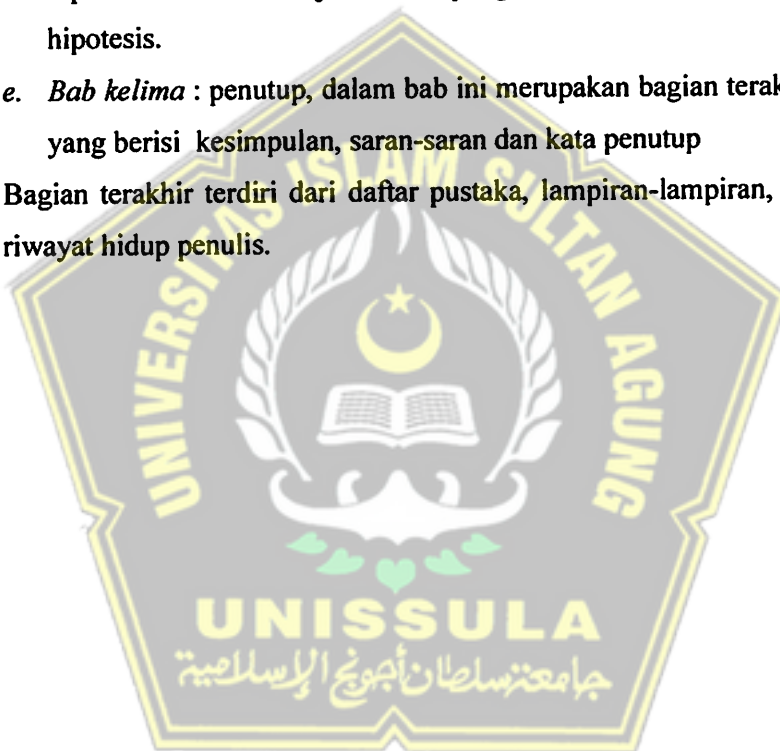 hipotesis.
e. Bab kelima : penutup, dalam bab ini merupakan bagian
yang berisi kesimpulan, saran-saran dan kata penutup
Bagian terakhir terdiri dari daftar pustaka, lampiran-lampiran,
riwayat hidup penulis.
UNIVERSITAS ISLAM SULTAN AGUNG
UNISSULA
جامعة سلطان أجونج الإسلامية